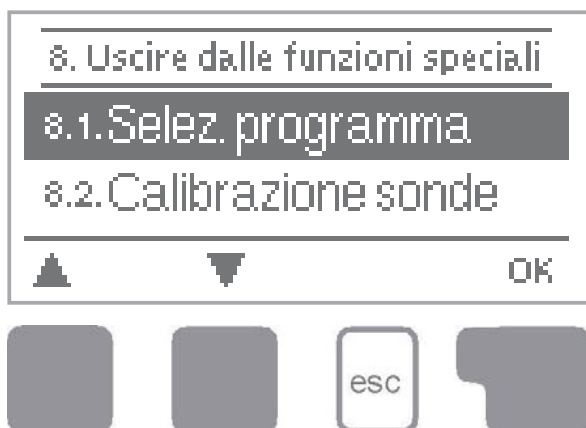 8. Uscire dalle funzioni speciali
8.1. Selez. programma
8.2. Calibrazione sonde
OK
esc